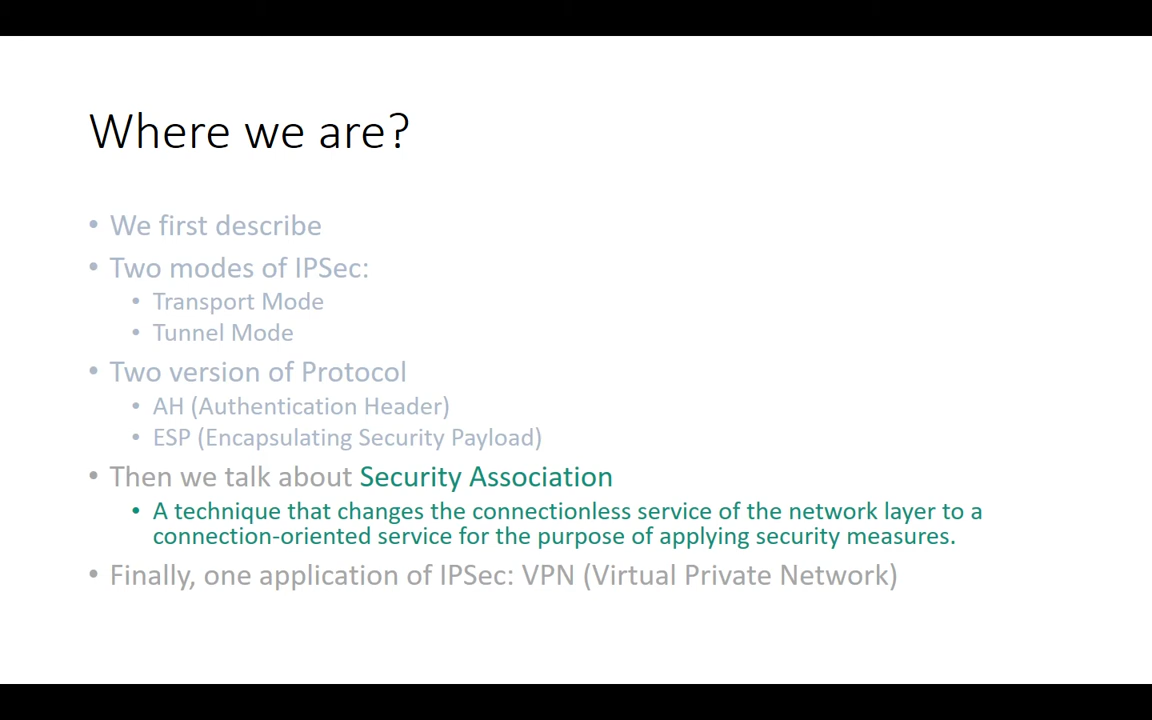 Where we are?
• We first describe
• Two modes of IPSec:
• Transport Mode
• Tunnel Mode
• Two version of Protocol
• AH (Authentication Header)
• ESP (Encapsulating Security Payload)
• Then we talk about Security Association
• A technique that changes the connectionless service of the network layer to a
connection-oriented service for the purpose of applying security measures.
• Finally, one application of IPSec: VPN (Virtual Private Network)